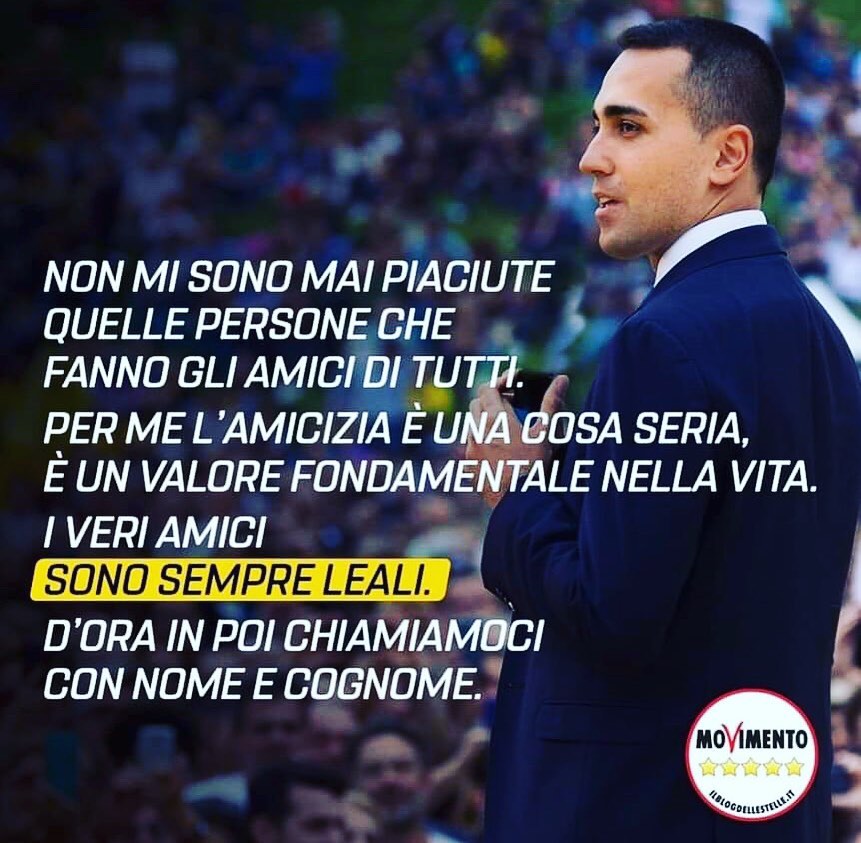 NON MI SONO MAI PIACIUTE
QUELLE PERSONE CHE
FANNO GLI AMICI DI TUTTI.
PER ME L'AMICIZIA È UNA COSA SERIA,
È UN VALORE FONDAMENTALE NELLA VITA.
I VERI AMICI
SONO SEMPRE LEALI.
D'ORA IN POI CHIAMIAMOCI
CON NOME E COGNOME.
MOVIMENTO
ILBLOGDELLESTELLE.IT